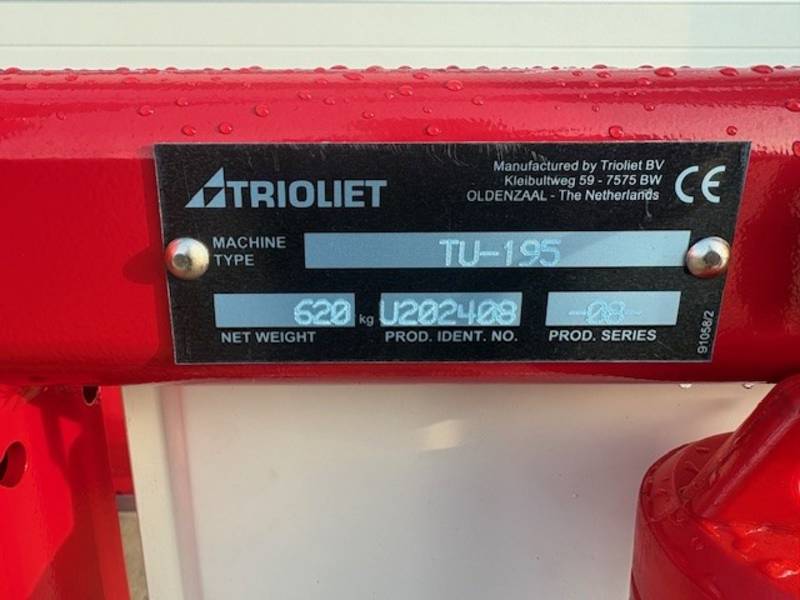 TRIOLIET
Manufactured by Trioliet BV
Kleibultweg 59 - 7575 BW
OLDENZAAL - The Netherlands
CE
MACHINE TYPE
TU-195
620 kg U202408 -08-
NET WEIGHT PROD. IDENT. NO. PROD. SERIES
91058/2